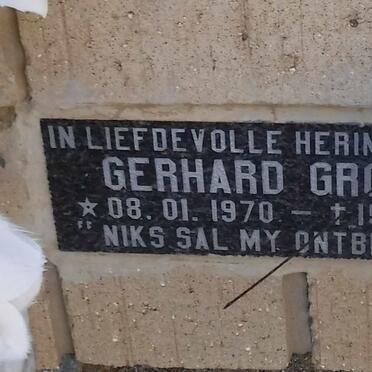 IN LIEFDEVOLLE HERIN
GERHARD GRO
* 08. 01. 1970 – † 1
" NIKS SAL MY ONTB